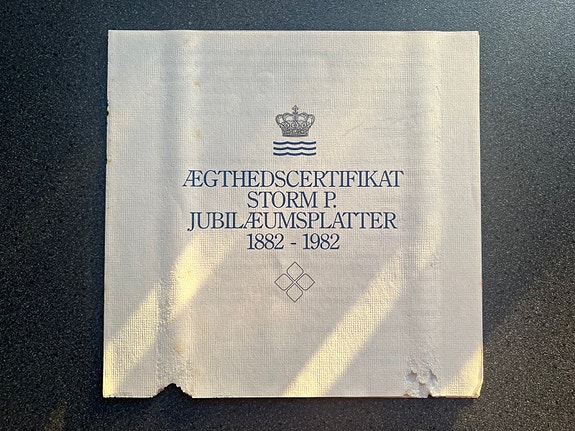 ÆGTHEDSCERTIFIKAT
STORM P.
JUBILÆUMSPLATTER
1882 - 1982